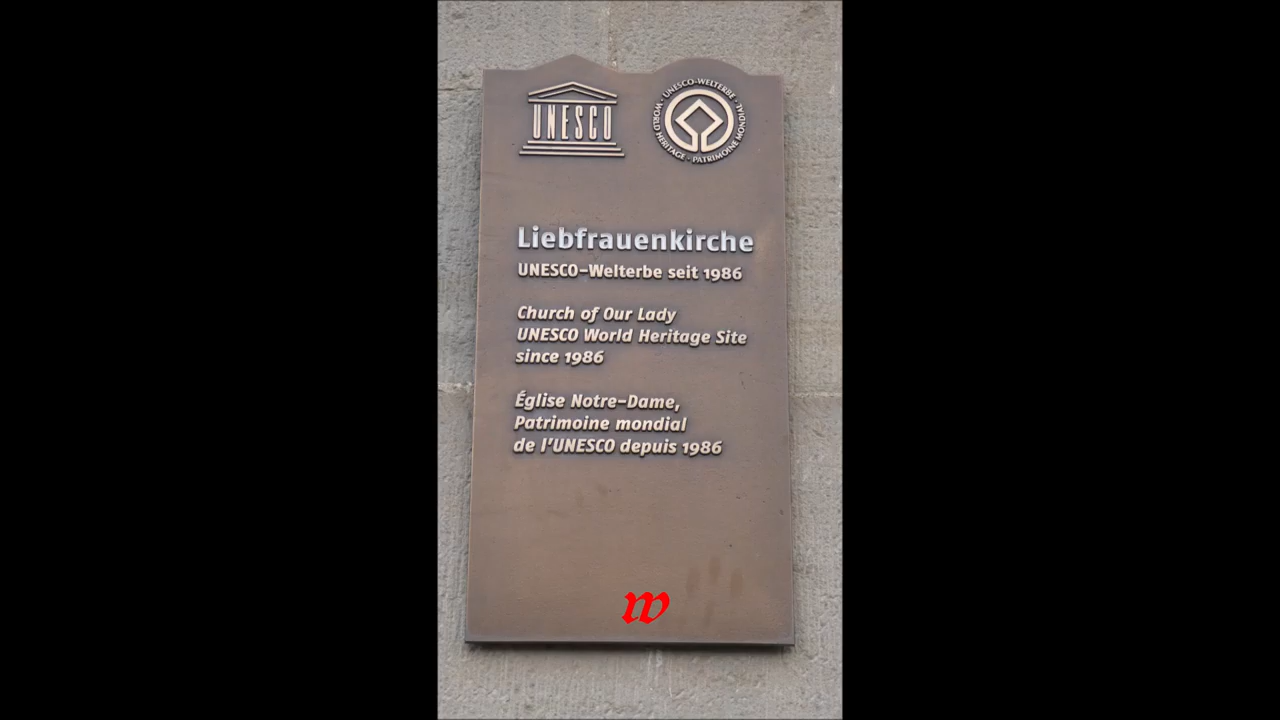 UNESCO
UNESCO-WELTERBE · WORLD HERITAGE · PATRIMOINE MONDIAL ·
Liebfrauenkirche
UNESCO-Welterbe seit 1986
Church of Our Lady
UNESCO World Heritage Site
since 1986
Église Notre-Dame,
Patrimoine mondial
de l'UNESCO depuis 1986
w